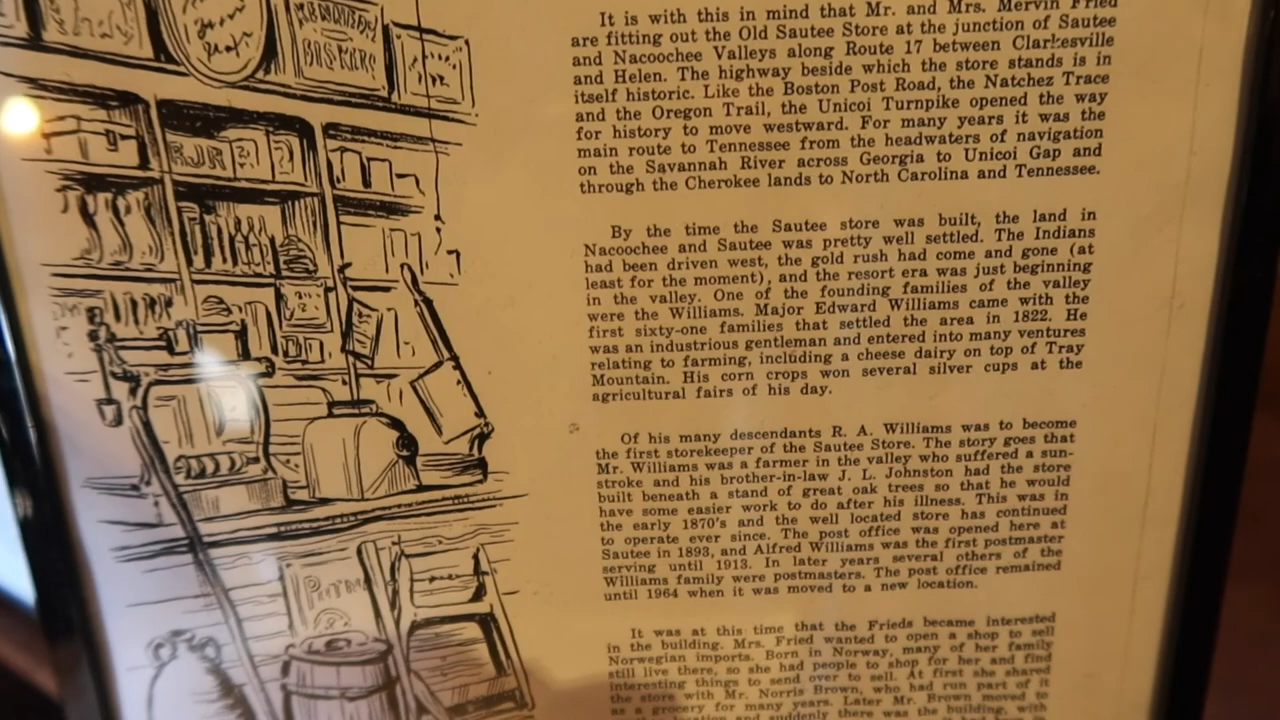 RJR
PUTN
It is with this in mind that Mr. and Mrs. Mervin Fried
are fitting out the Old Sautee Store at the junction of Sautee
and Nacoochee Valleys along Route 17 between Clarkesville
and Helen. The highway beside which the store stands is in
itself historic. Like the Boston Post Road, the Natchez Trace
and the Oregon Trail, the Unicoi Turnpike opened the way
for history to move westward. For many years it was the
main route to Tennessee from the headwaters of navigation
on the Savannah River across Georgia to Unicoi Gap and
through the Cherokee lands to North Carolina and Tennessee.
By the time the Sautee store was built, the land in
Nacoochee and Sautee was pretty well settled. The Indians
had been driven west, the gold rush had come and gone (at
least for the moment), and the resort era was just beginning
in the valley. One of the founding families of the valley
were the Williams. Major Edward Williams came with the
first sixty-one families that settled the area in 1822. He
was an industrious gentleman and entered into many ventures
relating to farming, including a cheese dairy on top of Tray
Mountain. His corn crops won several silver cups at the
agricultural fairs of his day.
Of his many descendants R. A. Williams was to become
the first storekeeper of the Sautee Store. The story goes that
Mr. Williams was a farmer in the valley who suffered a sun-
stroke and his brother-in-law J. L. Johnston had the store
built beneath a stand of great oak trees so that he would
have some easier work to do after his illness. This was in
the early 1870's and the well located store has continued
to operate ever since. The post office was opened here at
Sautee in 1893, and Alfred Williams was the first postmaster
serving until 1913. In later years several others of the
Williams family were postmasters. The post office remained
until 1964 when it was moved to a new location.
It was at this time that the Frieds became interested
in the building. Mrs. Fried wanted to open a shop to sell
Norwegian imports. Born in Norway, many of her family
still live there, so she had people to shop for her and find
interesting things to send over to sell. At first she shared
the store with Mr. Norris Brown, who had run part of it
as a grocery for many years. Later Mr. Brown moved to
location and suddenly there was the building, with